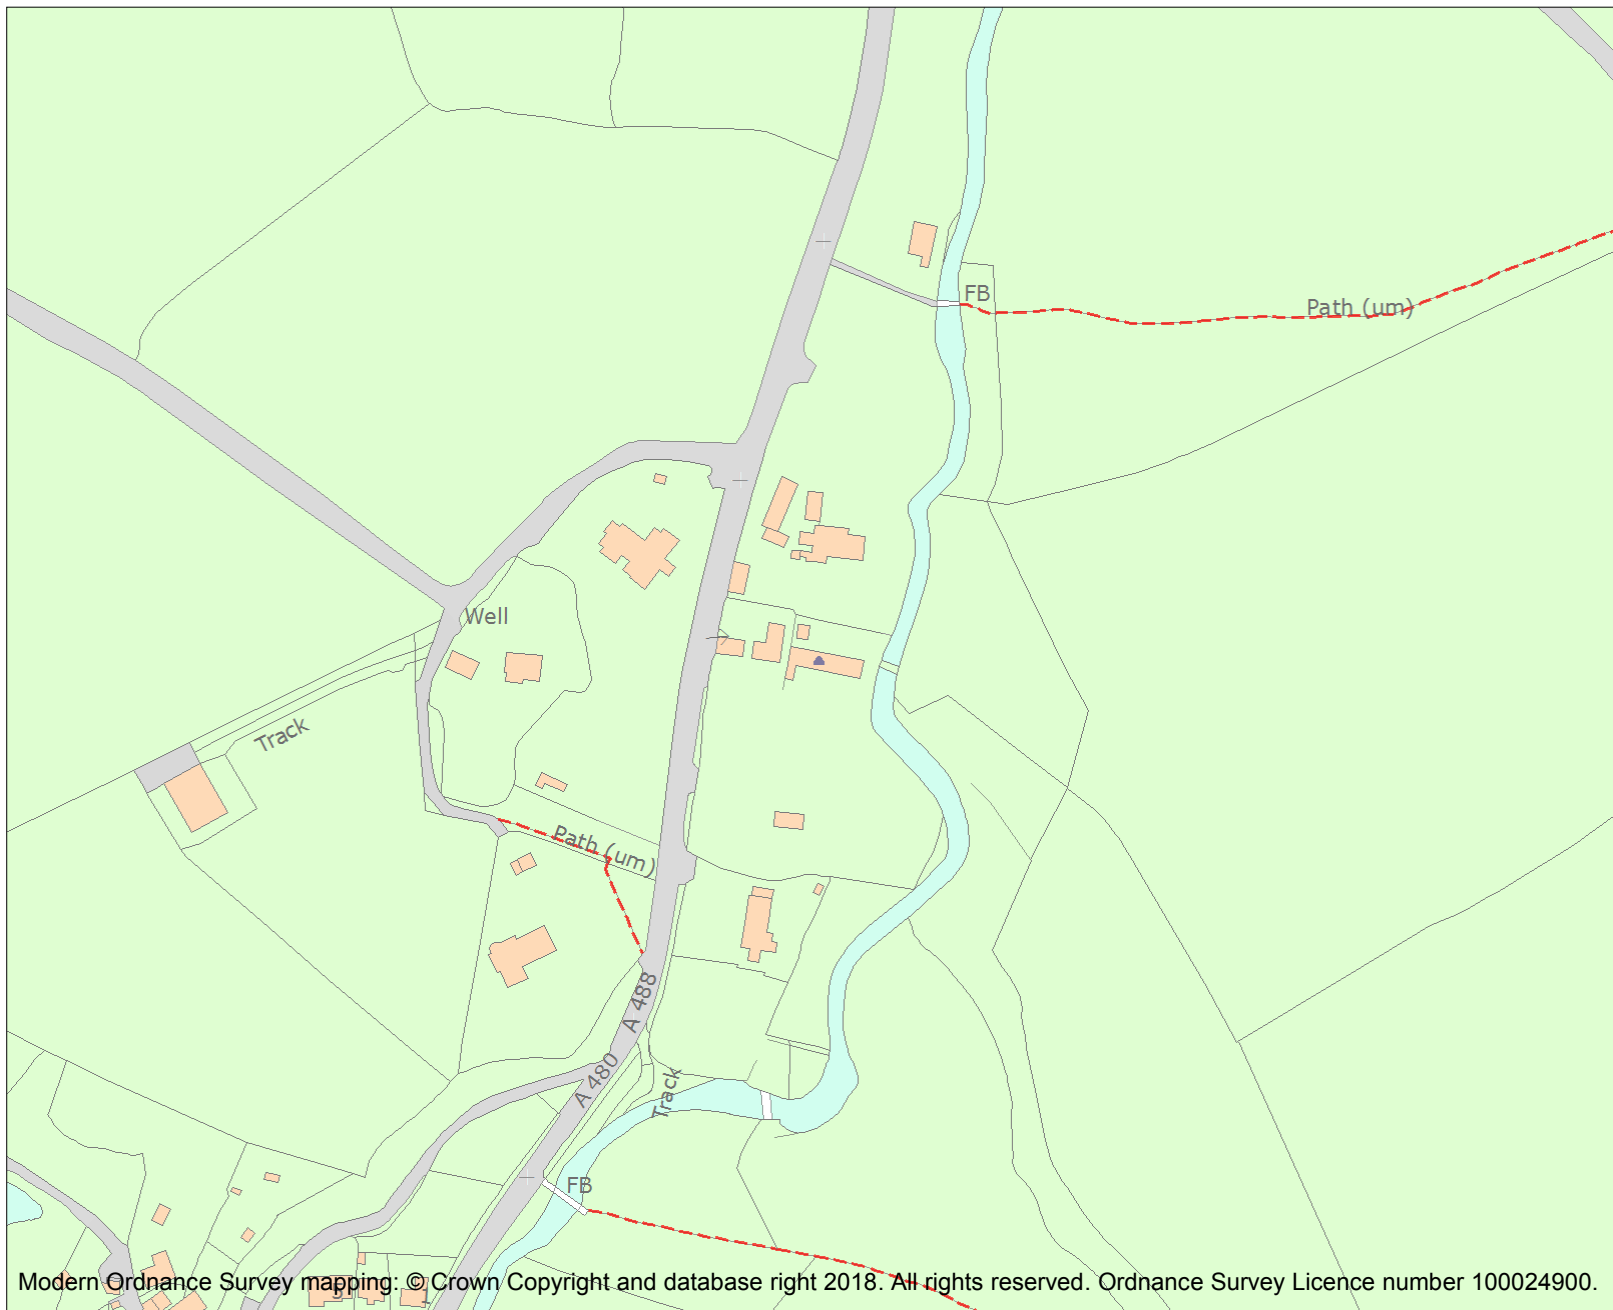 FB
Path (um)
Well
Track
Path (um)
A 488
A 480
Track
FB
Modern Ordnance Survey mapping: © Crown Copyright and database right 2018. All rights reserved. Ordnance Survey Licence number 100024900.